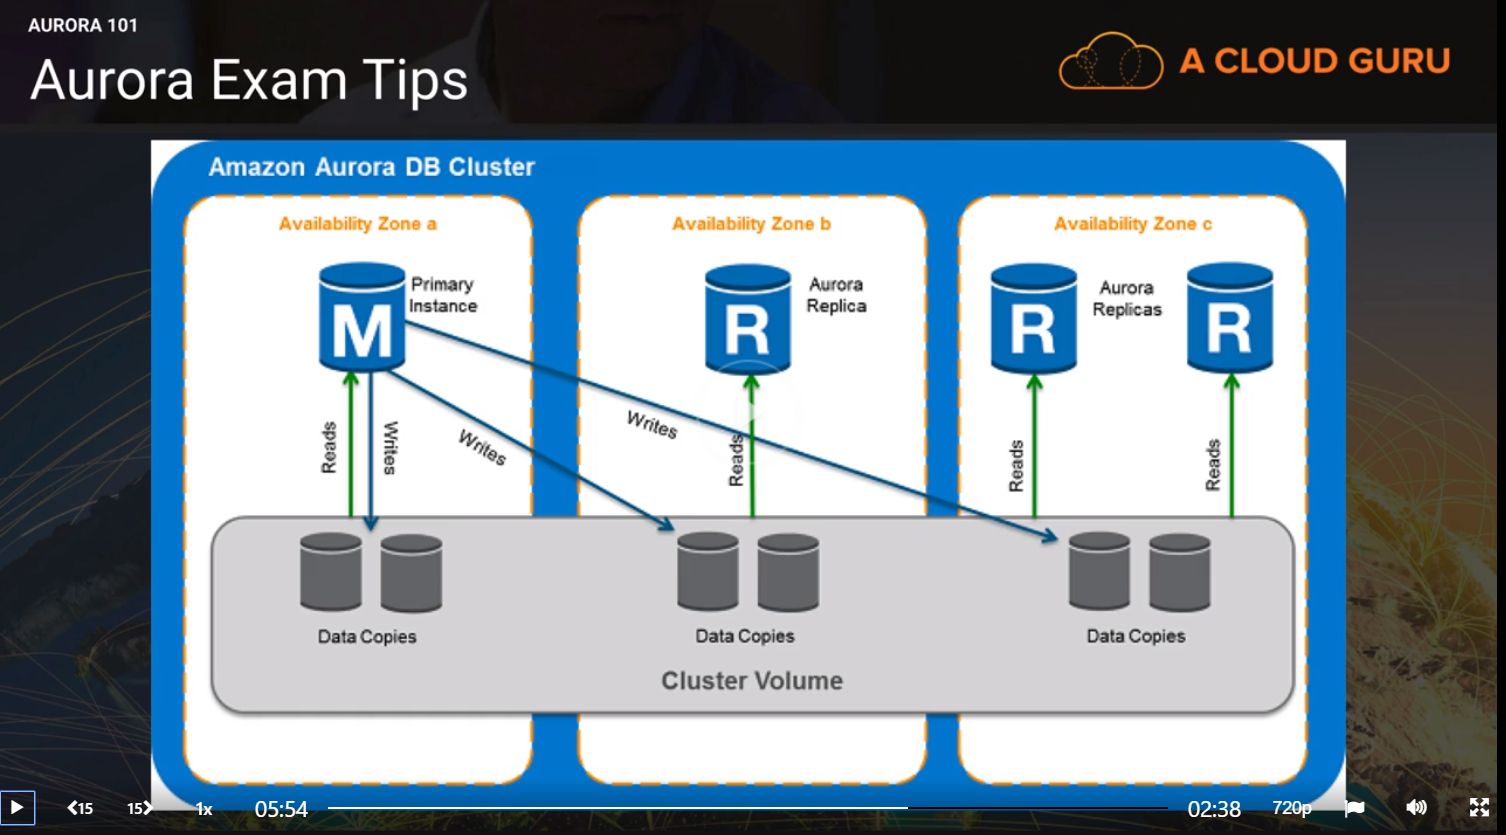 AURORA 101
Aurora Exam Tips
A CLOUD GURU
Amazon Aurora DB Cluster
Availability Zone a
Availability Zone b
Availability Zone c
M
Primary
Instance
R
Aurora
Replica
R
Aurora
Replicas
R
Reads
Writes
Writes
Writes
Reads
Reads
Reads
Data Copies
Data Copies
Data Copies
Cluster Volume
15
15
1x
05:54
02:38
720p